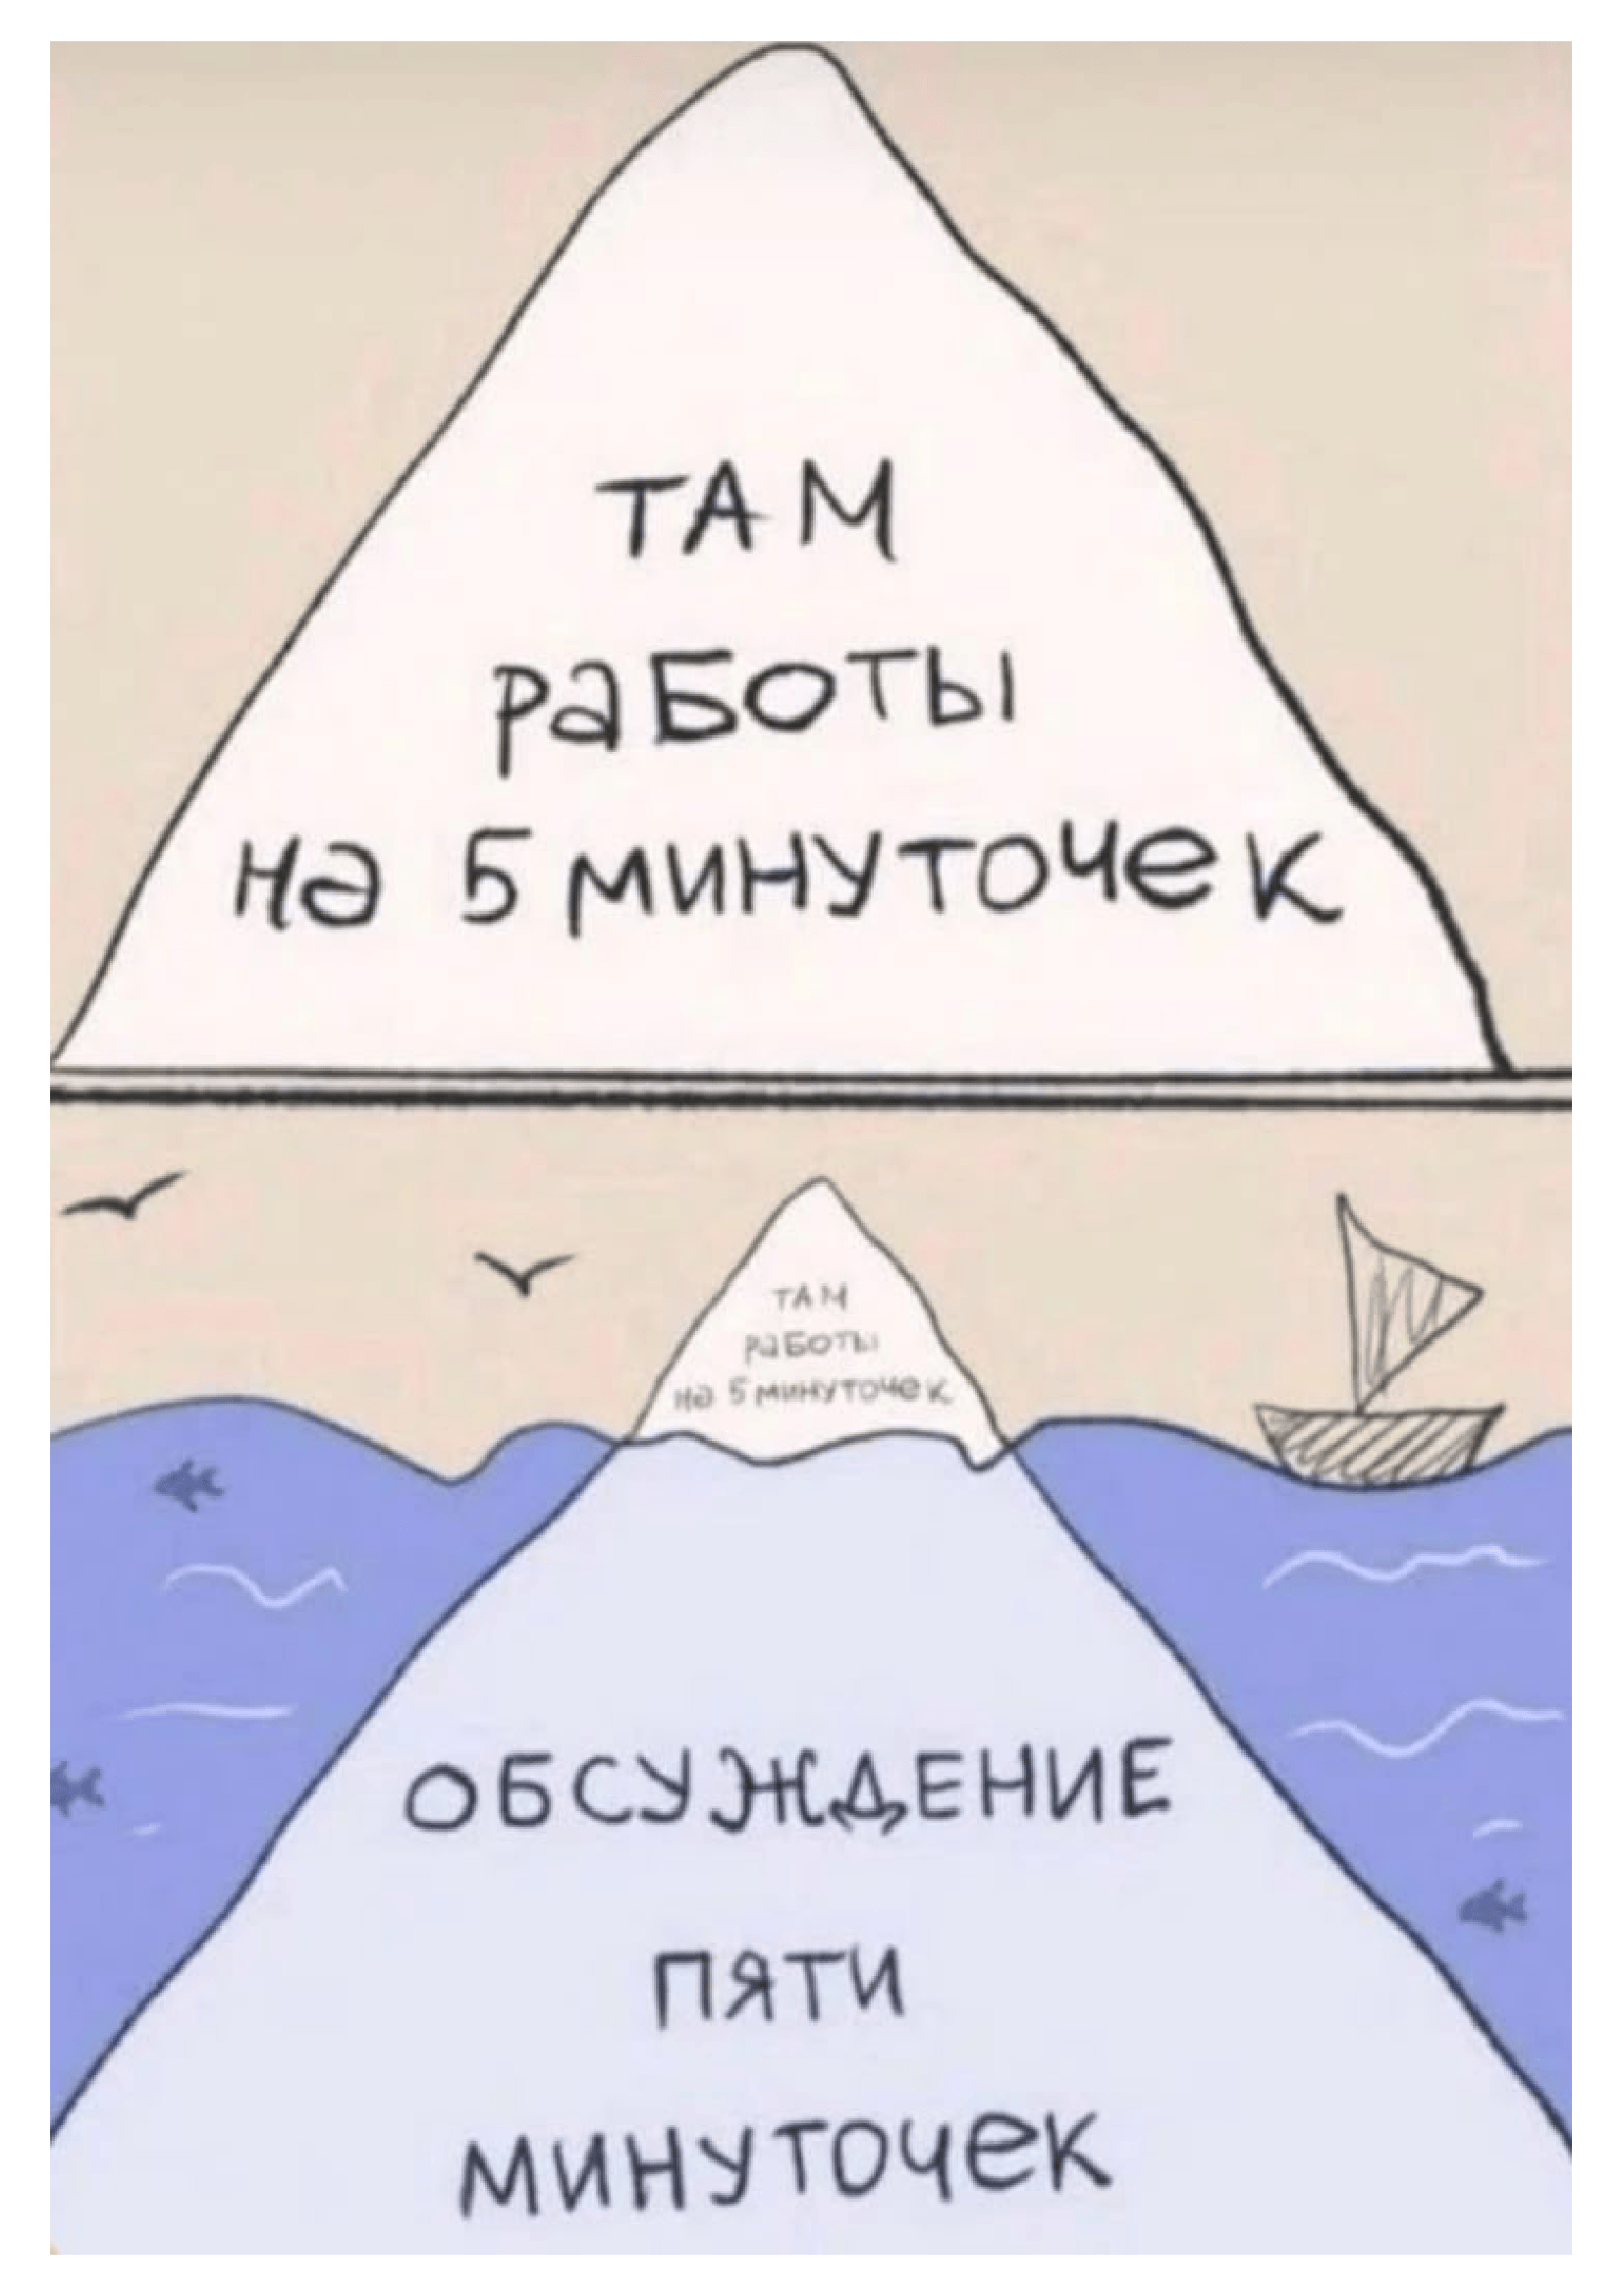 ТАМ
РАБОТЫ
НА 5 МИНУТОЧЕК
ТАМ
РАБОТЫ
НА 5 МИНУТОЧЕК
ОБСУЖДЕНИЕ
ПЯТИ
МИНУТОЧЕК